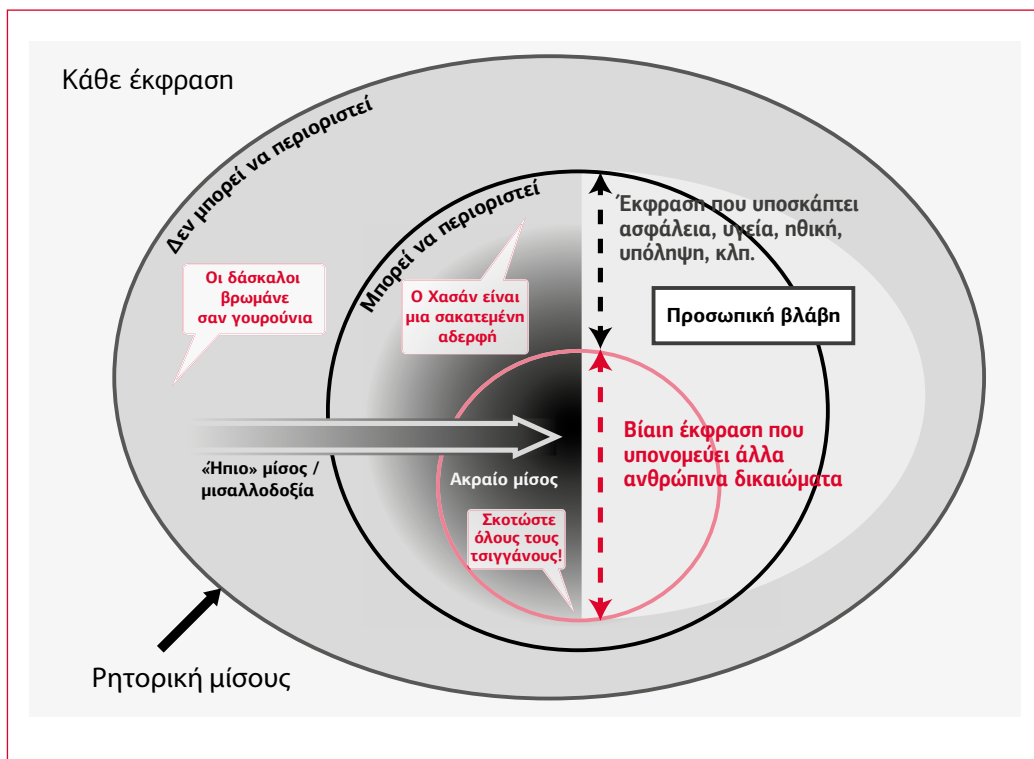 Κάθε έκφραση
Δεν μπορεί να περιοριστεί
Μπορεί να περιοριστεί
Έκφραση που υποσκάπτει
ασφάλεια, υγεία, ηθική,
υπόληψη, κλπ.
Οι δάσκαλοι
βρωμάνε
σαν γουρούνια
Ο Χασάν είναι
μια σακατεμένη
αδερφή
Προσωπική βλάβη
Βίαιη έκφραση που
υπονομεύει άλλα
ανθρώπινα δικαιώματα
«Ήπιο» μίσος /
μισαλλοδοξία
Ακραίο μίσος
Σκοτώστε
όλους τους
τσιγγάνους!
Ρητορική μίσους